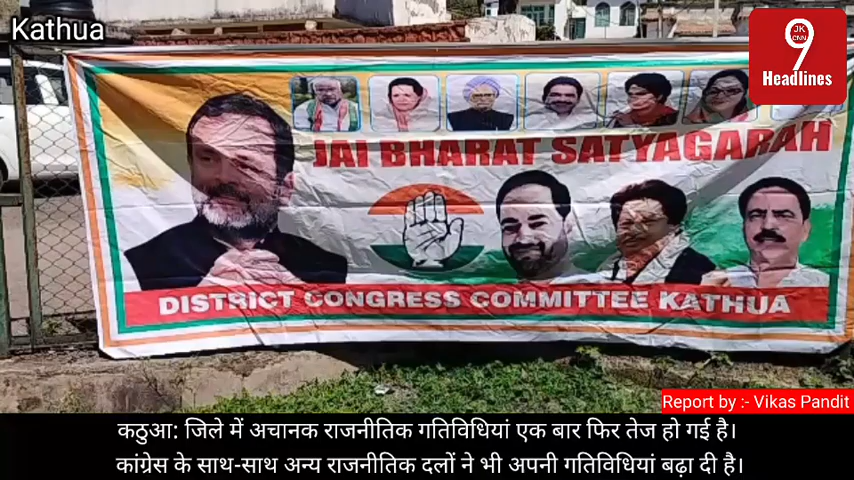 Kathua
9
JK
CNN
Headlines
JAI BHARAT SATYAGARAH
DISTRICT CONGRESS COMMITTEE KATHUA
Report by :- Vikas Pandit
कठुआ: जिले में अचानक राजनीतिक गतिविधियां एक बार फिर तेज हो गई है।
कांग्रेस के साथ-साथ अन्य राजनीतिक दलों ने भी अपनी गतिविधियां बढ़ा दी है।